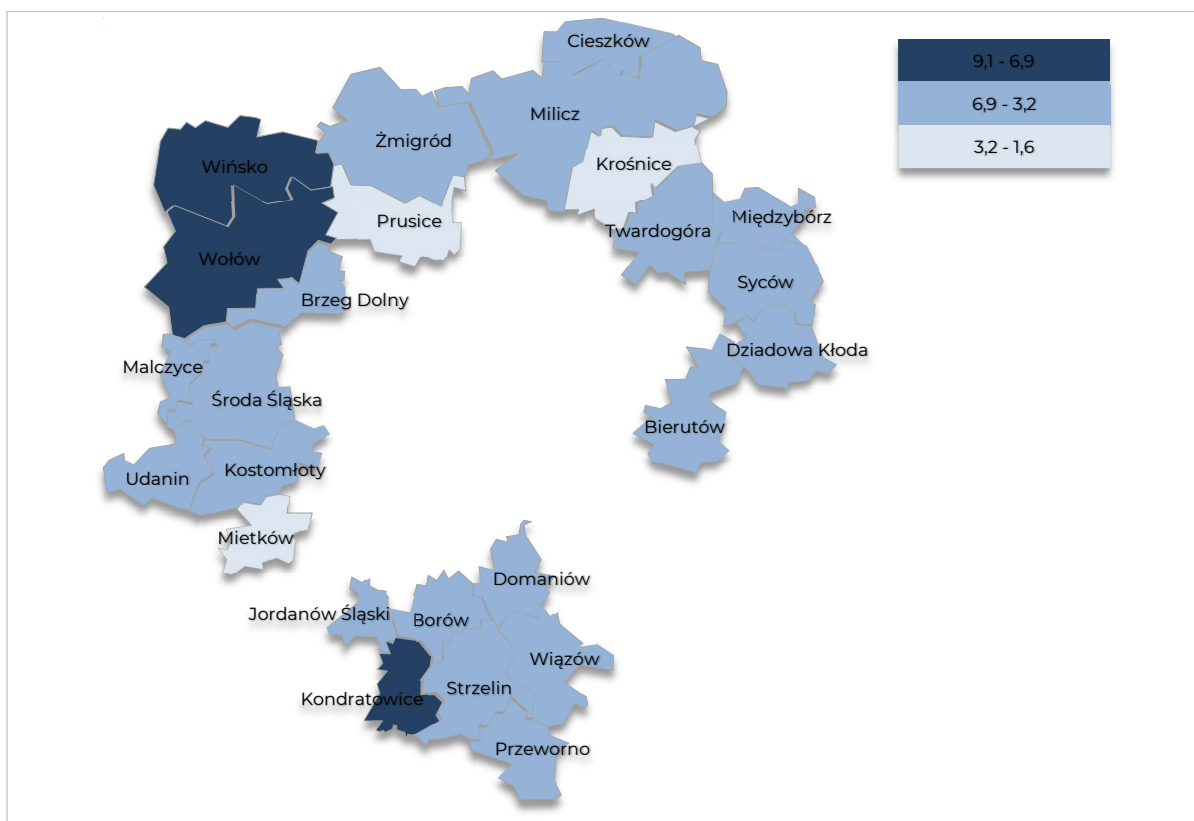 Cieszków
9,1 - 6,9
6,9 - 3,2
3,2 - 1,6
Milicz
Żmigród
Wińsko
Krośnice
Prusice
Międzybórz
Twardogóra
Wołów
Syców
Brzeg Dolny
Dziadowa Kłoda
Malczyce
Środa Śląska
Bierutów
Kostomłoty
Udanin
Mietków
Domaniów
Jordanów Śląski
Borów
Wiązów
Strzelin
Kondratowice
Przeworno